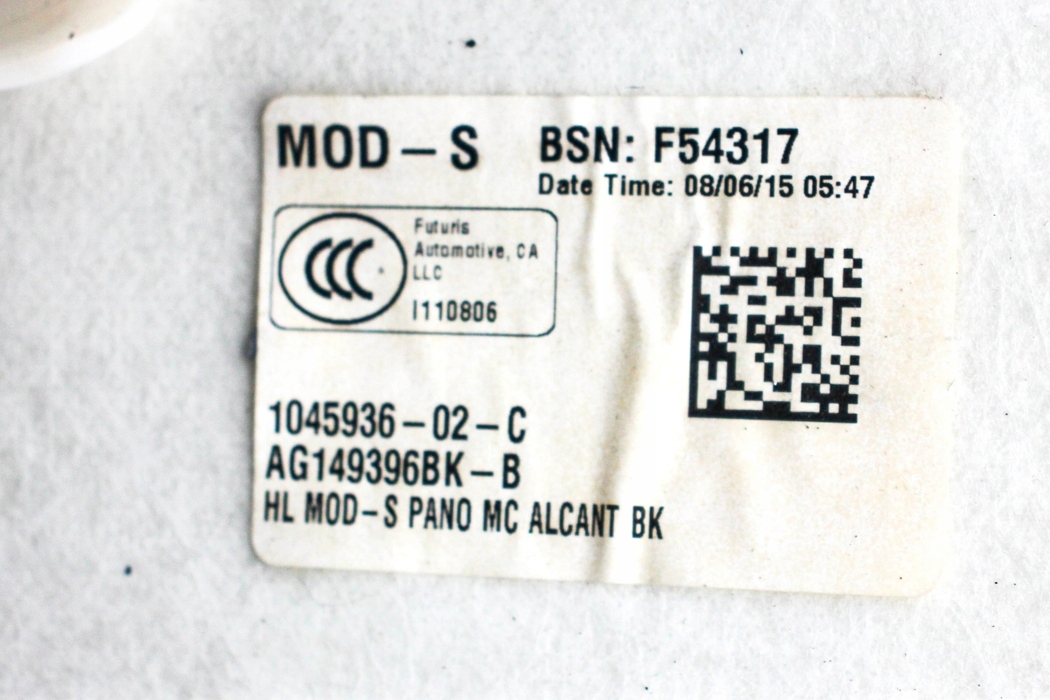 MOD-S BSN: F54317
Date Time: 08/06/15 05:47
CCC
Futuris
Automotive, CA
LLC
I110806
1045936-02-C
AG149396BK-B
HL MOD-S PANO MC ALCANT BK